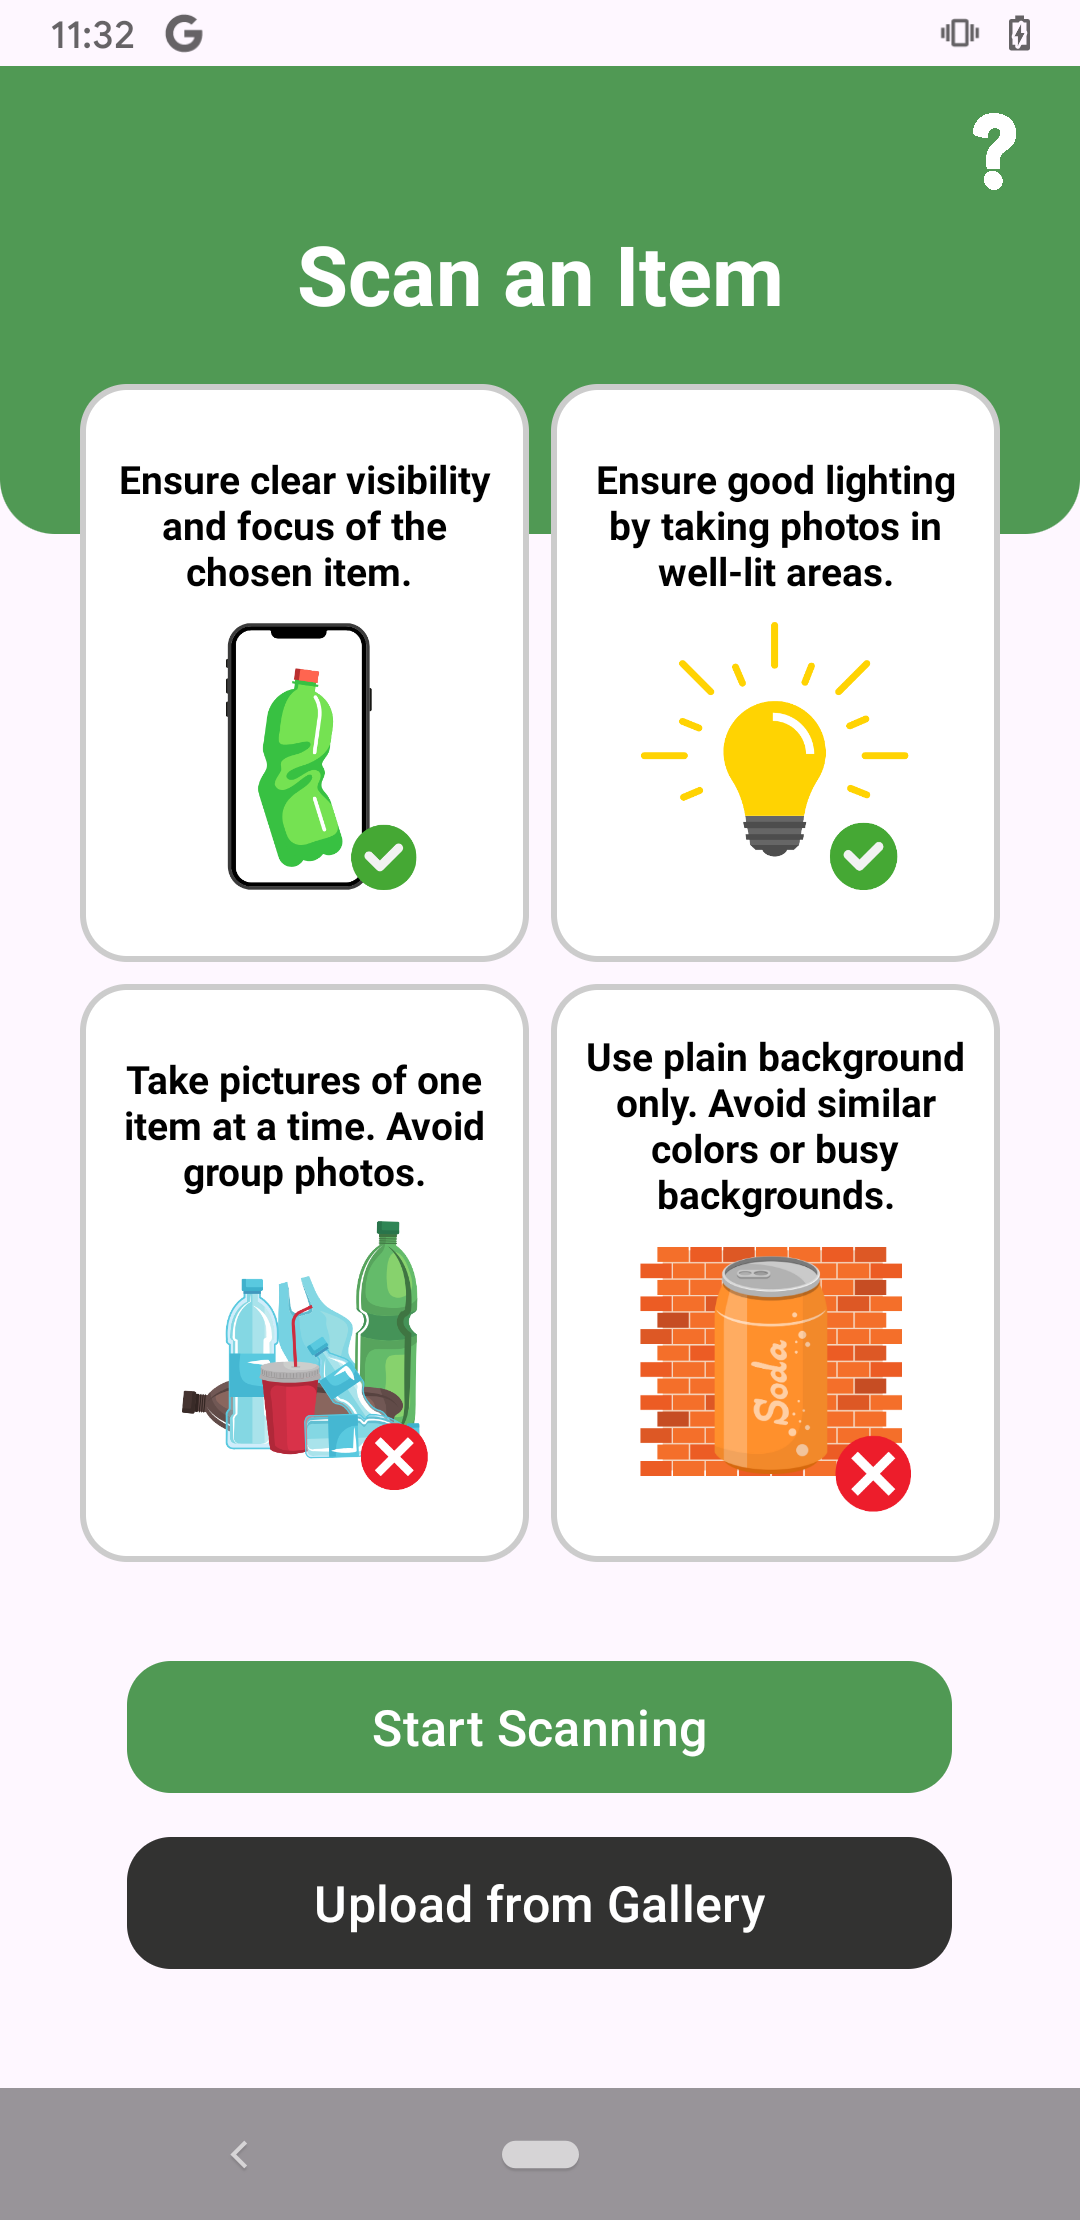 11:32
Scan an Item
Ensure clear visibility
and focus of the
chosen item.
Ensure good lighting
by taking photos in
well-lit areas.
Take pictures of one
item at a time. Avoid
group photos.
Use plain background
only. Avoid similar
colors or busy
backgrounds.
Soda
Start Scanning
Upload from Gallery